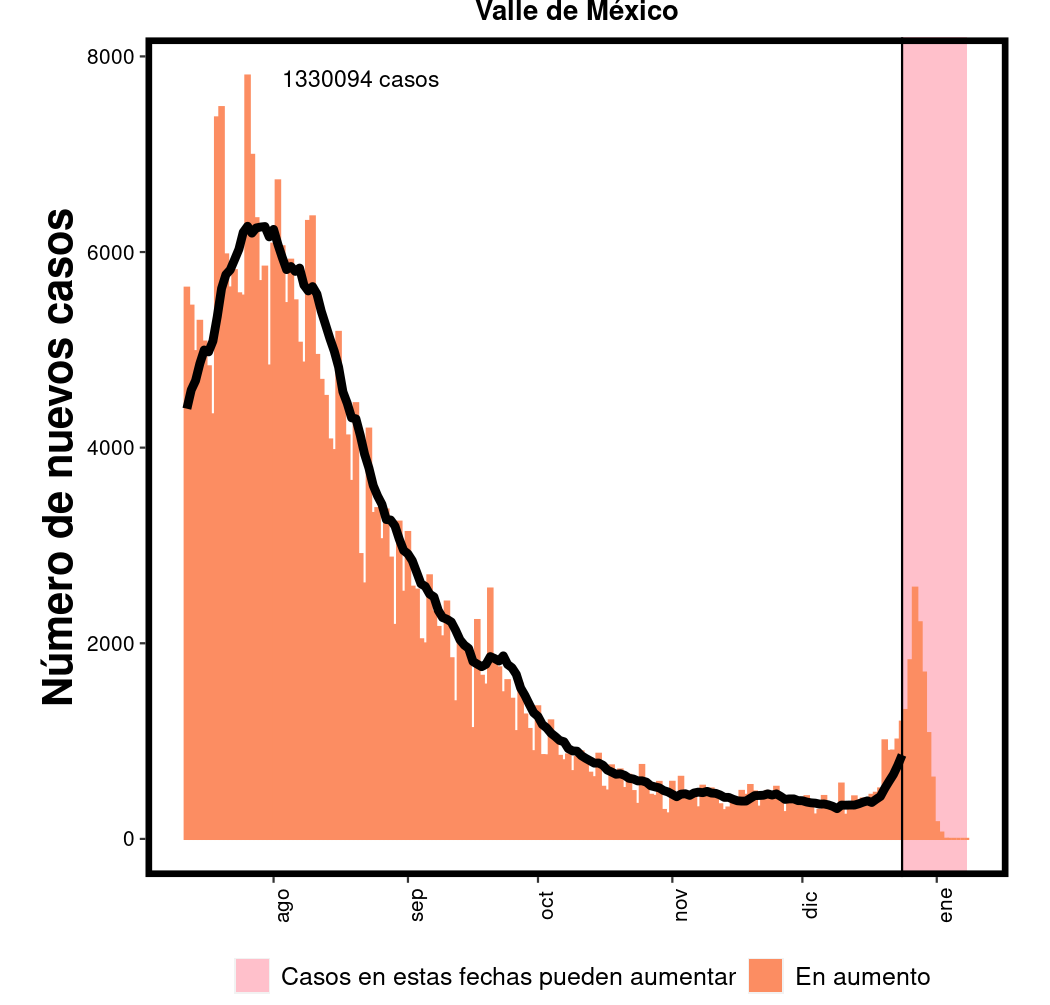 Valle de México
8000
1330094 casos
6000
4000
2000
0
Número de nuevos casos
ago
sep
oct
nov
dic
ene
Casos en estas fechas pueden aumentar
En aumento